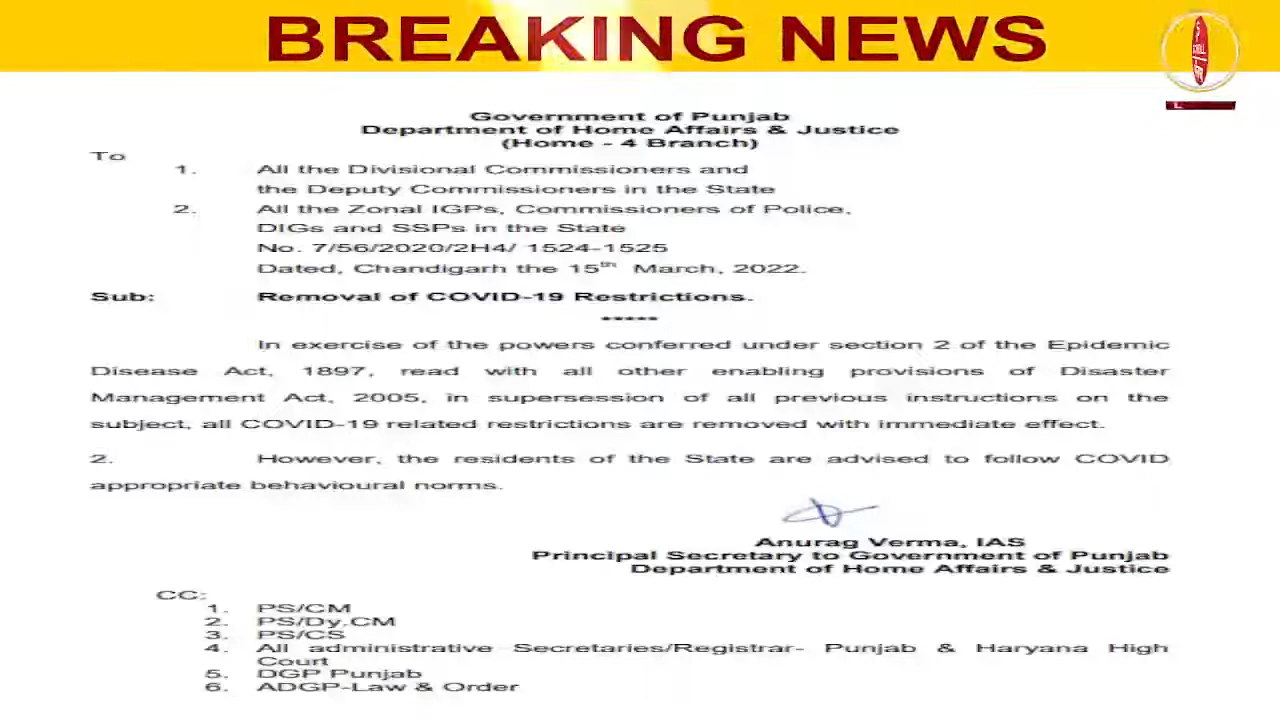 BREAKING NEWS
Government of Punjab
Department of Home Affairs & Justice
(Home - 4 Branch)
To
1. All the Divisional Commissioners and
the Deputy Commissioners in the State
2. All the Zonal IGPs, Commissioners of Police,
DIGs and SSPs in the State
No. 7/56/2020/2H4/ 1524-1525
Dated, Chandigarh the 15th March, 2022.
Sub: Removal of COVID-19 Restrictions.
*****
In exercise of the powers conferred under section 2 of the Epidemic
Disease Act, 1897, read with all other enabling provisions of Disaster
Management Act, 2005, in supersession of all previous instructions on the
subject, all COVID-19 related restrictions are removed with immediate effect.
2. However, the residents of the State are advised to follow COVID
appropriate behavioural norms.
Anurag Verma, IAS
Principal Secretary to Government of Punjab
Department of Home Affairs & Justice
CC:
1. PS/CM
2. PS/Dy.CM
3. PS/CS
4. All administrative Secretaries/Registrar- Punjab & Haryana High
Court
5. DGP Punjab
6. ADGP-Law & Order